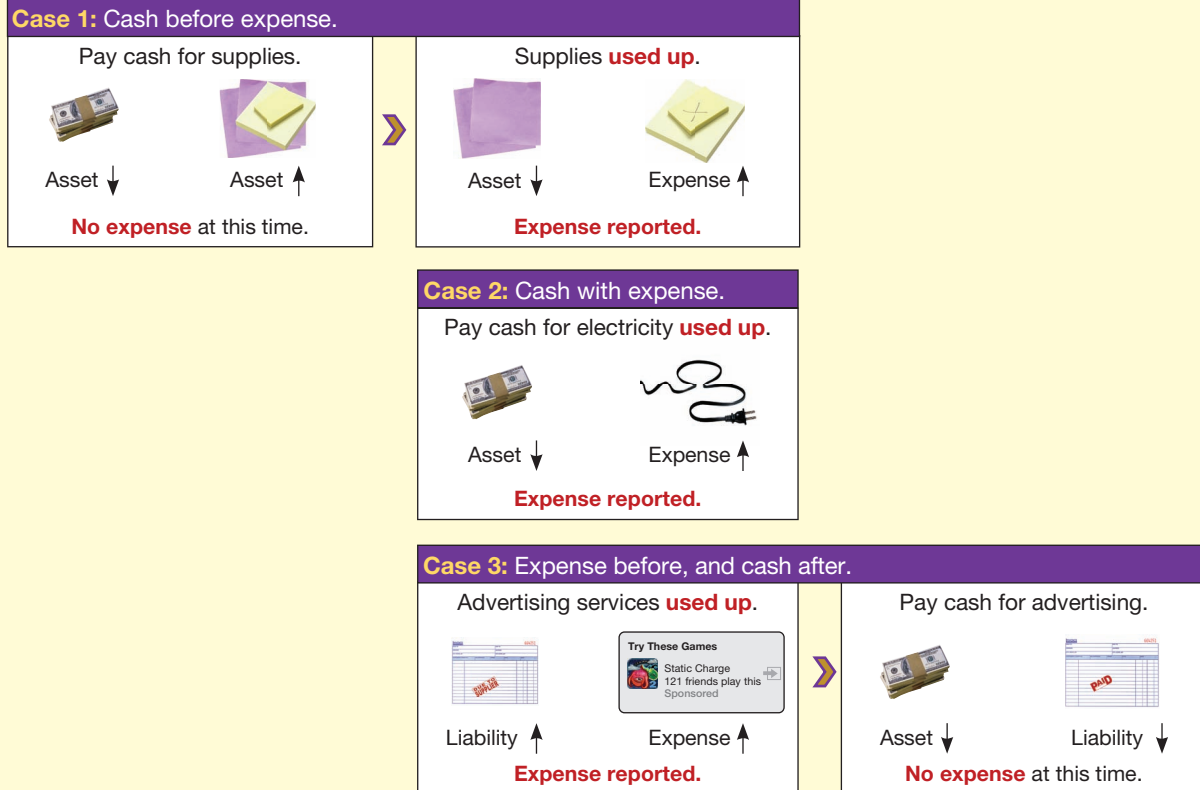 Case 1: Cash before expense.
Pay cash for supplies.
Asset
Asset
No expense at this time.
Supplies used up.
Asset
Expense
Expense reported.
Case 2: Cash with expense.
Pay cash for electricity used up.
Asset
Expense
Expense reported.
Case 3: Expense before, and cash after.
Advertising services used up.
DUE TO
SUPPLIER
Try These Games
Static Charge
121 friends play this
Sponsored
Liability
Expense
Expense reported.
Pay cash for advertising.
PAID
Asset
Liability
No expense at this time.